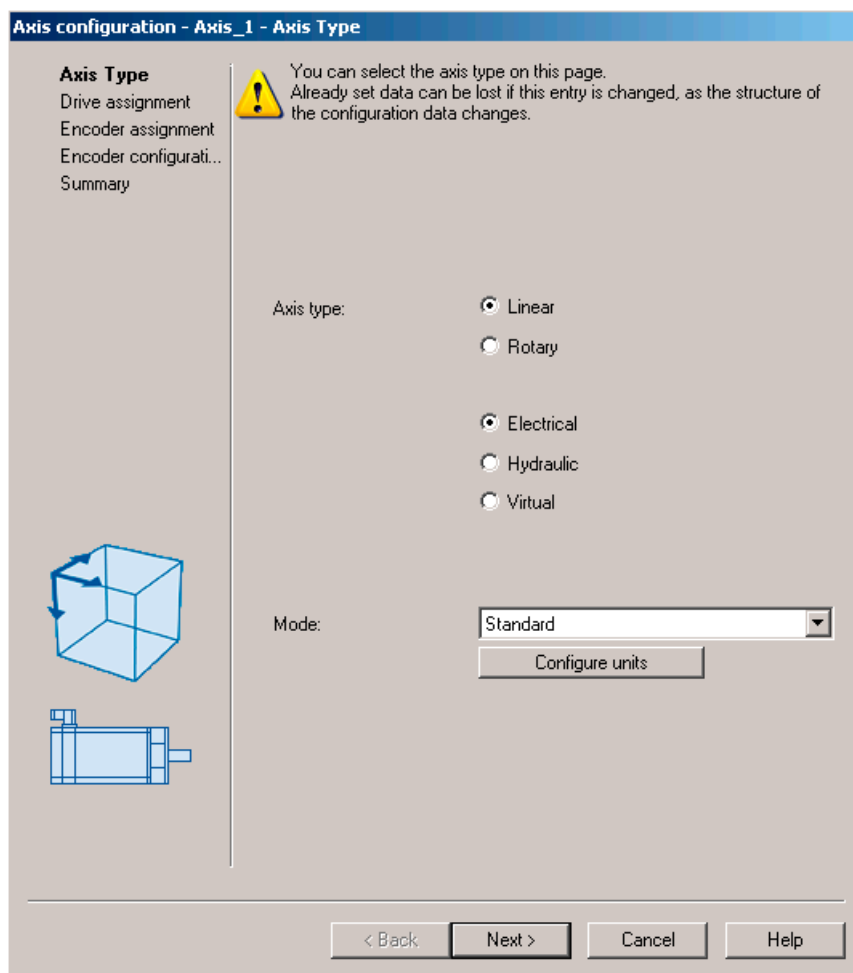 Axis configuration - Axis_1 - Axis Type
Axis Type
Drive assignment
Encoder assignment
Encoder configurati...
Summary
You can select the axis type on this page.
Already set data can be lost if this entry is changed, as the structure of
the configuration data changes.
Axis type:
Linear
Rotary
Electrical
Hydraulic
Virtual
Mode:
Standard
Configure units
< Back
Next >
Cancel
Help